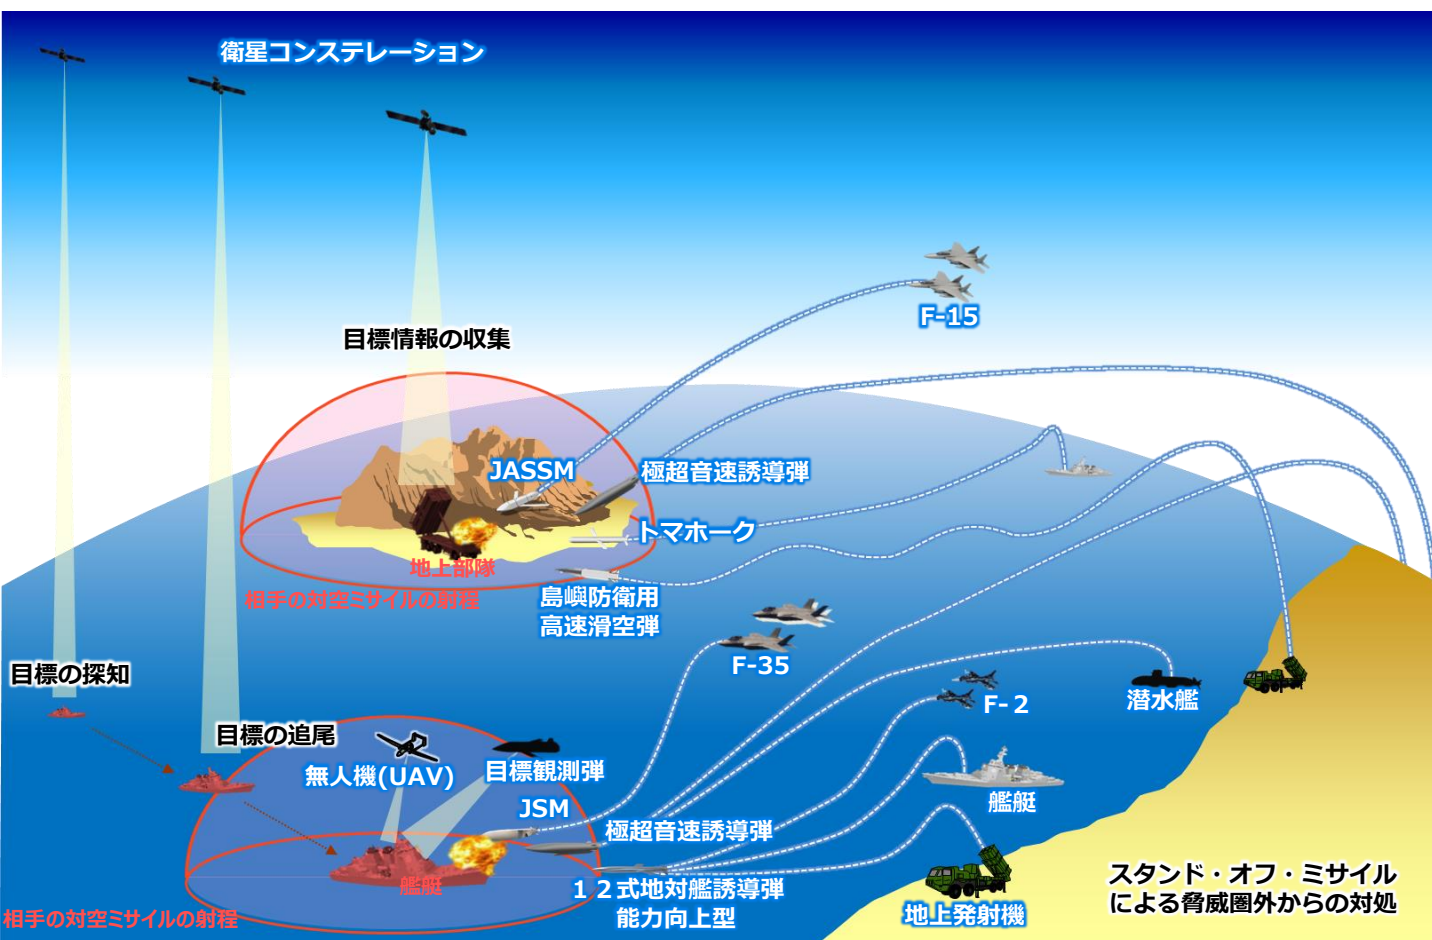 衛星コンステレーション
F-15
目標情報の収集
JASSM
極超音速誘導弾
トマホーク
地上部隊
相手の対空ミサイルの射程
島嶼防衛用
高速滑空弾
F-35
目標の探知
潜水艦
F-２
目標の追尾
無人機(UAV)
目標観測弾
JSM
艦艇
極超音速誘導弾
艦艇
１２式地対艦誘導弾
能力向上型
地上発射機
スタンド・オフ・ミサイル
による脅威圏外からの対処
相手の対空ミサイルの射程